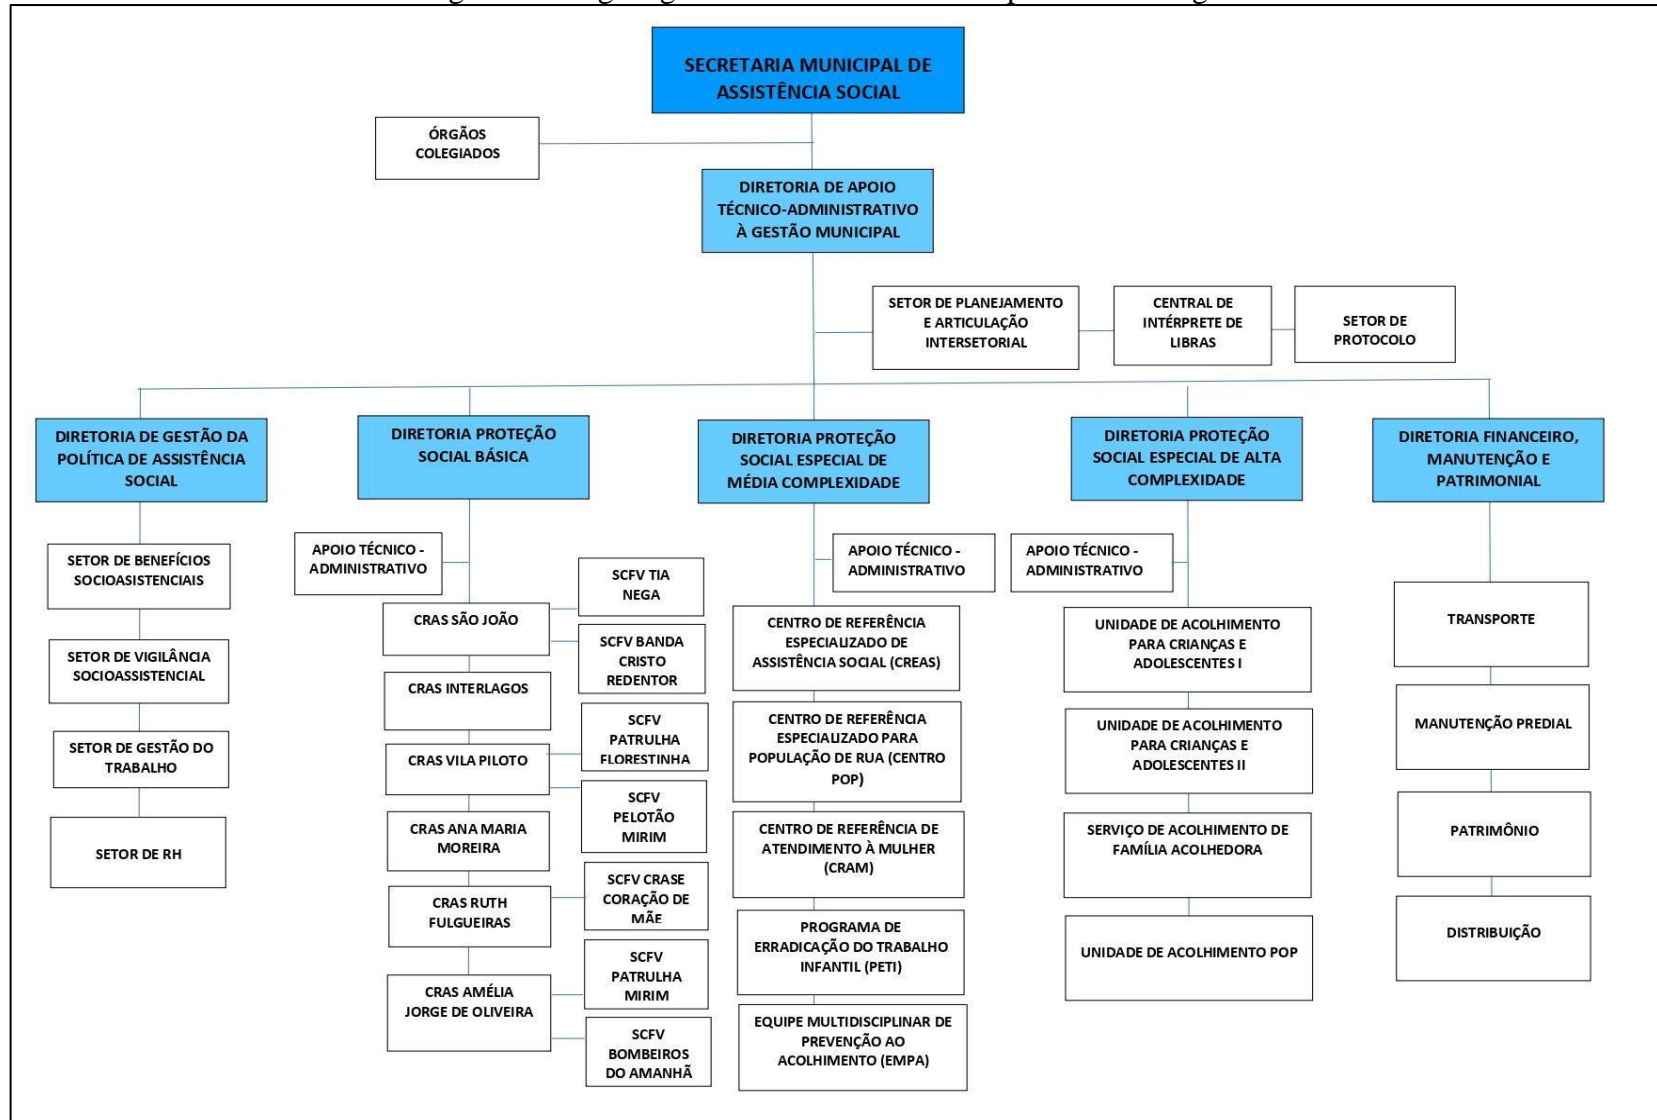 SECRETARIA MUNICIPAL DE
ASSISTÊNCIA SOCIAL
ÓRGÃOS
COLEGIADOS
DIRETORIA DE APOIO
TÉCNICO-ADMINISTRATIVO
À GESTÃO MUNICIPAL
SETOR DE PLANEJAMENTO
E ARTICULAÇÃO
INTERSETORIAL
CENTRAL DE
INTÉRPRETE DE
LIBRAS
SETOR DE
PROTOCOLO
DIRETORIA DE GESTÃO DA
POLÍTICA DE ASSISTÊNCIA
SOCIAL
SETOR DE BENEFÍCIOS
SOCIOASISTENCIAIS
SETOR DE VIGILÂNCIA
SOCIOASSISTENCIAL
SETOR DE GESTÃO DO
TRABALHO
SETOR DE RH
DIRETORIA PROTEÇÃO
SOCIAL BÁSICA
APOIO TÉCNICO -
ADMINISTRATIVO
CRAS SÃO JOÃO
CRAS INTERLAGOS
CRAS VILA PILOTO
CRAS ANA MARIA
MOREIRA
CRAS RUTH
FULGUEIRAS
CRAS AMÉLIA
JORGE DE OLIVEIRA
SCFV TIA
NEGA
SCFV BANDA
CRISTO
REDENTOR
SCFV
PATRULHA
FLORESTINHA
SCFV
PELOTÃO
MIRIM
SCFV CRASE
CORAÇÃO DE
MÃE
SCFV
PATRULHA
MIRIM
SCFV
BOMBEIROS
DO AMANHÃ
DIRETORIA PROTEÇÃO
SOCIAL ESPECIAL DE
MÉDIA COMPLEXIDADE
APOIO TÉCNICO -
ADMINISTRATIVO
CENTRO DE REFERÊNCIA
ESPECIALIZADO DE
ASSISTÊNCIA SOCIAL (CREAS)
CENTRO DE REFERÊNCIA
ESPECIALIZADO PARA
POPULAÇÃO DE RUA (CENTRO
POP)
CENTRO DE REFERÊNCIA DE
ATENDIMENTO À MULHER
(CRAM)
PROGRAMA DE
ERRADICAÇÃO DO TRABALHO
INFANTIL (PETI)
EQUIPE MULTIDISCIPLINAR DE
PREVENÇÃO AO
ACOLHIMENTO (EMPA)
DIRETORIA PROTEÇÃO
SOCIAL ESPECIAL DE ALTA
COMPLEXIDADE
APOIO TÉCNICO -
ADMINISTRATIVO
UNIDADE DE ACOLHIMENTO
PARA CRIANÇAS E
ADOLESCENTES I
UNIDADE DE ACOLHIMENTO
PARA CRIANÇAS E
ADOLESCENTES II
SERVIÇO DE ACOLHIMENTO DE
FAMÍLIA ACOLHEDORA
UNIDADE DE ACOLHIMENTO POP
DIRETORIA FINANCEIRO,
MANUTENÇÃO E
PATRIMONIAL
TRANSPORTE
MANUTENÇÃO PREDIAL
PATRIMÔNIO
DISTRIBUIÇÃO